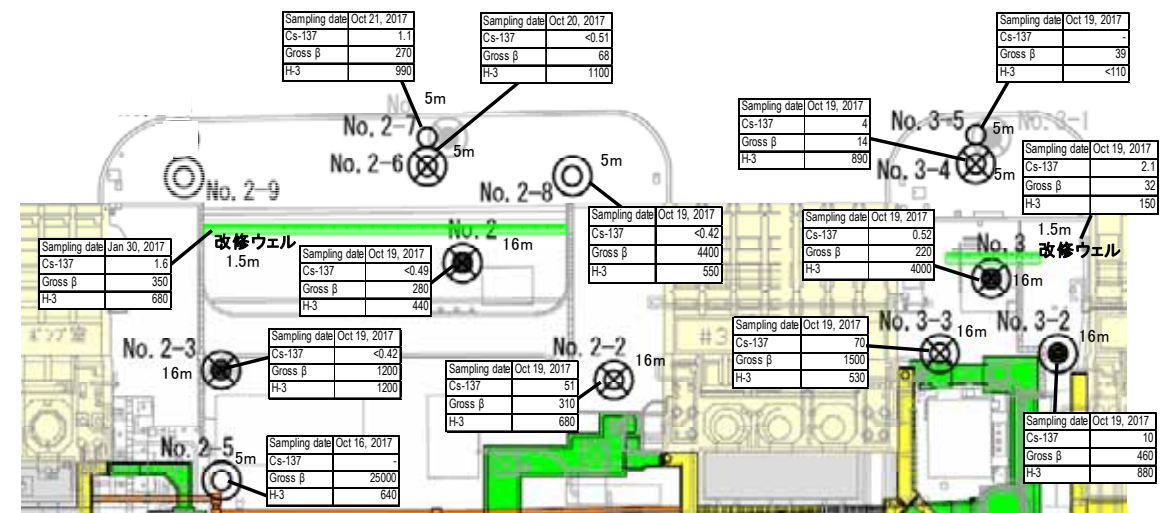 Sampling date Oct 21, 2017
Cs-137 1.1
Gross β 270
H-3 990
Sampling date Oct 20, 2017
Cs-137 <0.51
Gross β 68
H-3 1100
Sampling date Oct 19, 2017
Cs-137 -
Gross β 39
H-3 <110
No. 5m
No. 2-7
No. 2-6 5m
No. 2-9
No. 2-8 5m
Sampling date Oct 19, 2017
Cs-137 4
Gross β 14
H-3 890
No. 3-5 5m No. 3-1
No. 3-4 5m
Sampling date Oct 19, 2017
Cs-137 2.1
Gross β 32
H-3 150
Sampling date Jan 30, 2017
Cs-137 1.6
Gross β 350
H-3 680
改修ウェル
1.5m
No. 2 16m
Sampling date Oct 19, 2017
Cs-137 <0.49
Gross β 280
H-3 440
Sampling date Oct 19, 2017
Cs-137 <0.42
Gross β 4400
H-3 550
Sampling date Oct 19, 2017
Cs-137 0.52
Gross β 220
H-3 4000
1.5m
改修ウェル
No. 3 16m
ポンプ室
No. 2-3
16m
Sampling date Oct 19, 2017
Cs-137 <0.42
Gross β 1200
H-3 1200
No. 2-2
16m
Sampling date Oct 19, 2017
Cs-137 51
Gross β 310
H-3 680
#3
Sampling date Oct 19, 2017
Cs-137 70
Gross β 1500
H-3 530
No. 3-3 16m
No. 3-2 16m
No. 2-5 5m
Sampling date Oct 16, 2017
Cs-137 -
Gross β 25000
H-3 640
Sampling date Oct 19, 2017
Cs-137 10
Gross β 460
H-3 880